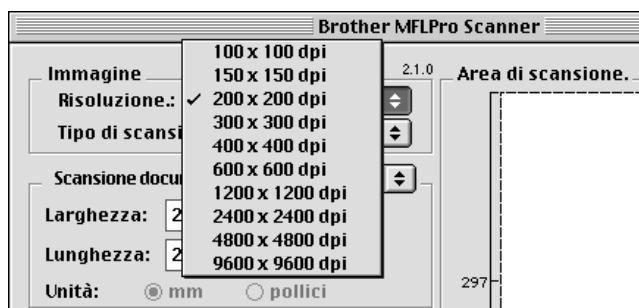 Brother MFLPro Scanner
Immagine
2.1.0
Risoluzione.:
Tipo di scansi
100 x 100 dpi
150 x 150 dpi
✓ 200 x 200 dpi
300 x 300 dpi
400 x 400 dpi
600 x 600 dpi
1200 x 1200 dpi
2400 x 2400 dpi
4800 x 4800 dpi
9600 x 9600 dpi
Scansione docu
Larghezza: 2
Lunghezza: 2
Unità: mm pollici
Area di scansione.
297